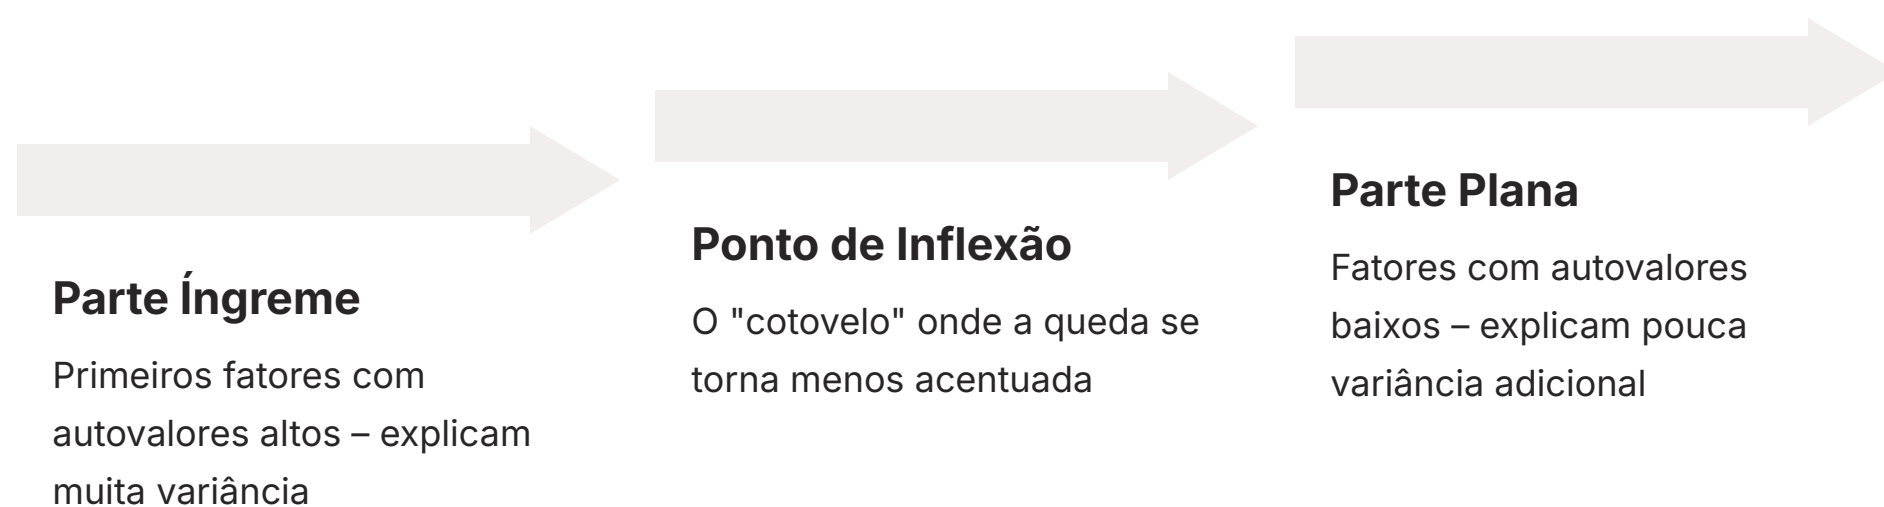 Parte Íngreme
Primeiros fatores com
autovalores altos – explicam
muita variância
Ponto de Inflexão
O "cotovelo" onde a queda se
torna menos acentuada
Parte Plana
Fatores com autovalores
baixos – explicam pouca
variância adicional